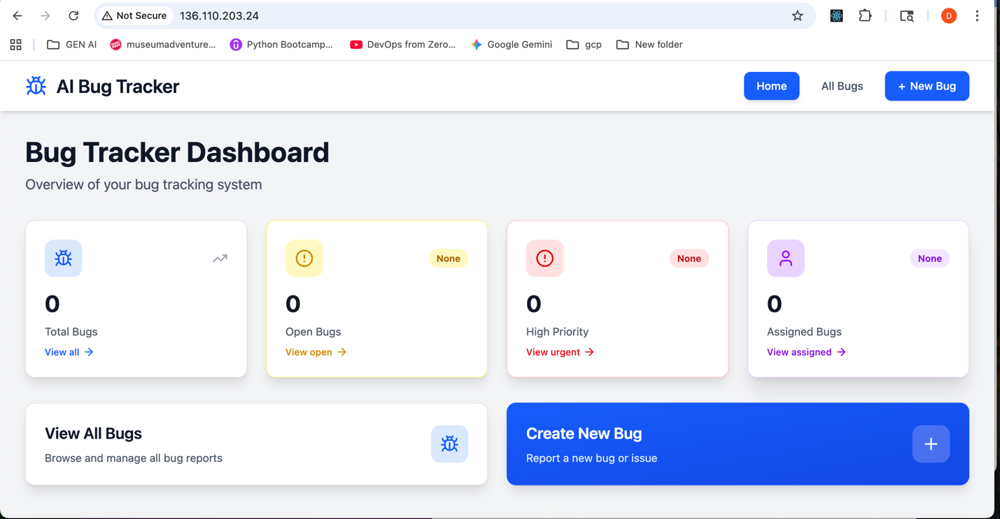 Not Secure 136.110.203.24 D
GEN AI museumadventure... Python Bootcamp... DevOps from Zero... Google Gemini gcp New folder
AI Bug Tracker Home All Bugs + New Bug
Bug Tracker Dashboard
Overview of your bug tracking system
None None None
0 0 0 0
Total Bugs Open Bugs High Priority Assigned Bugs
View all → View open → View urgent → View assigned →
View All Bugs Create New Bug
Browse and manage all bug reports Report a new bug or issue